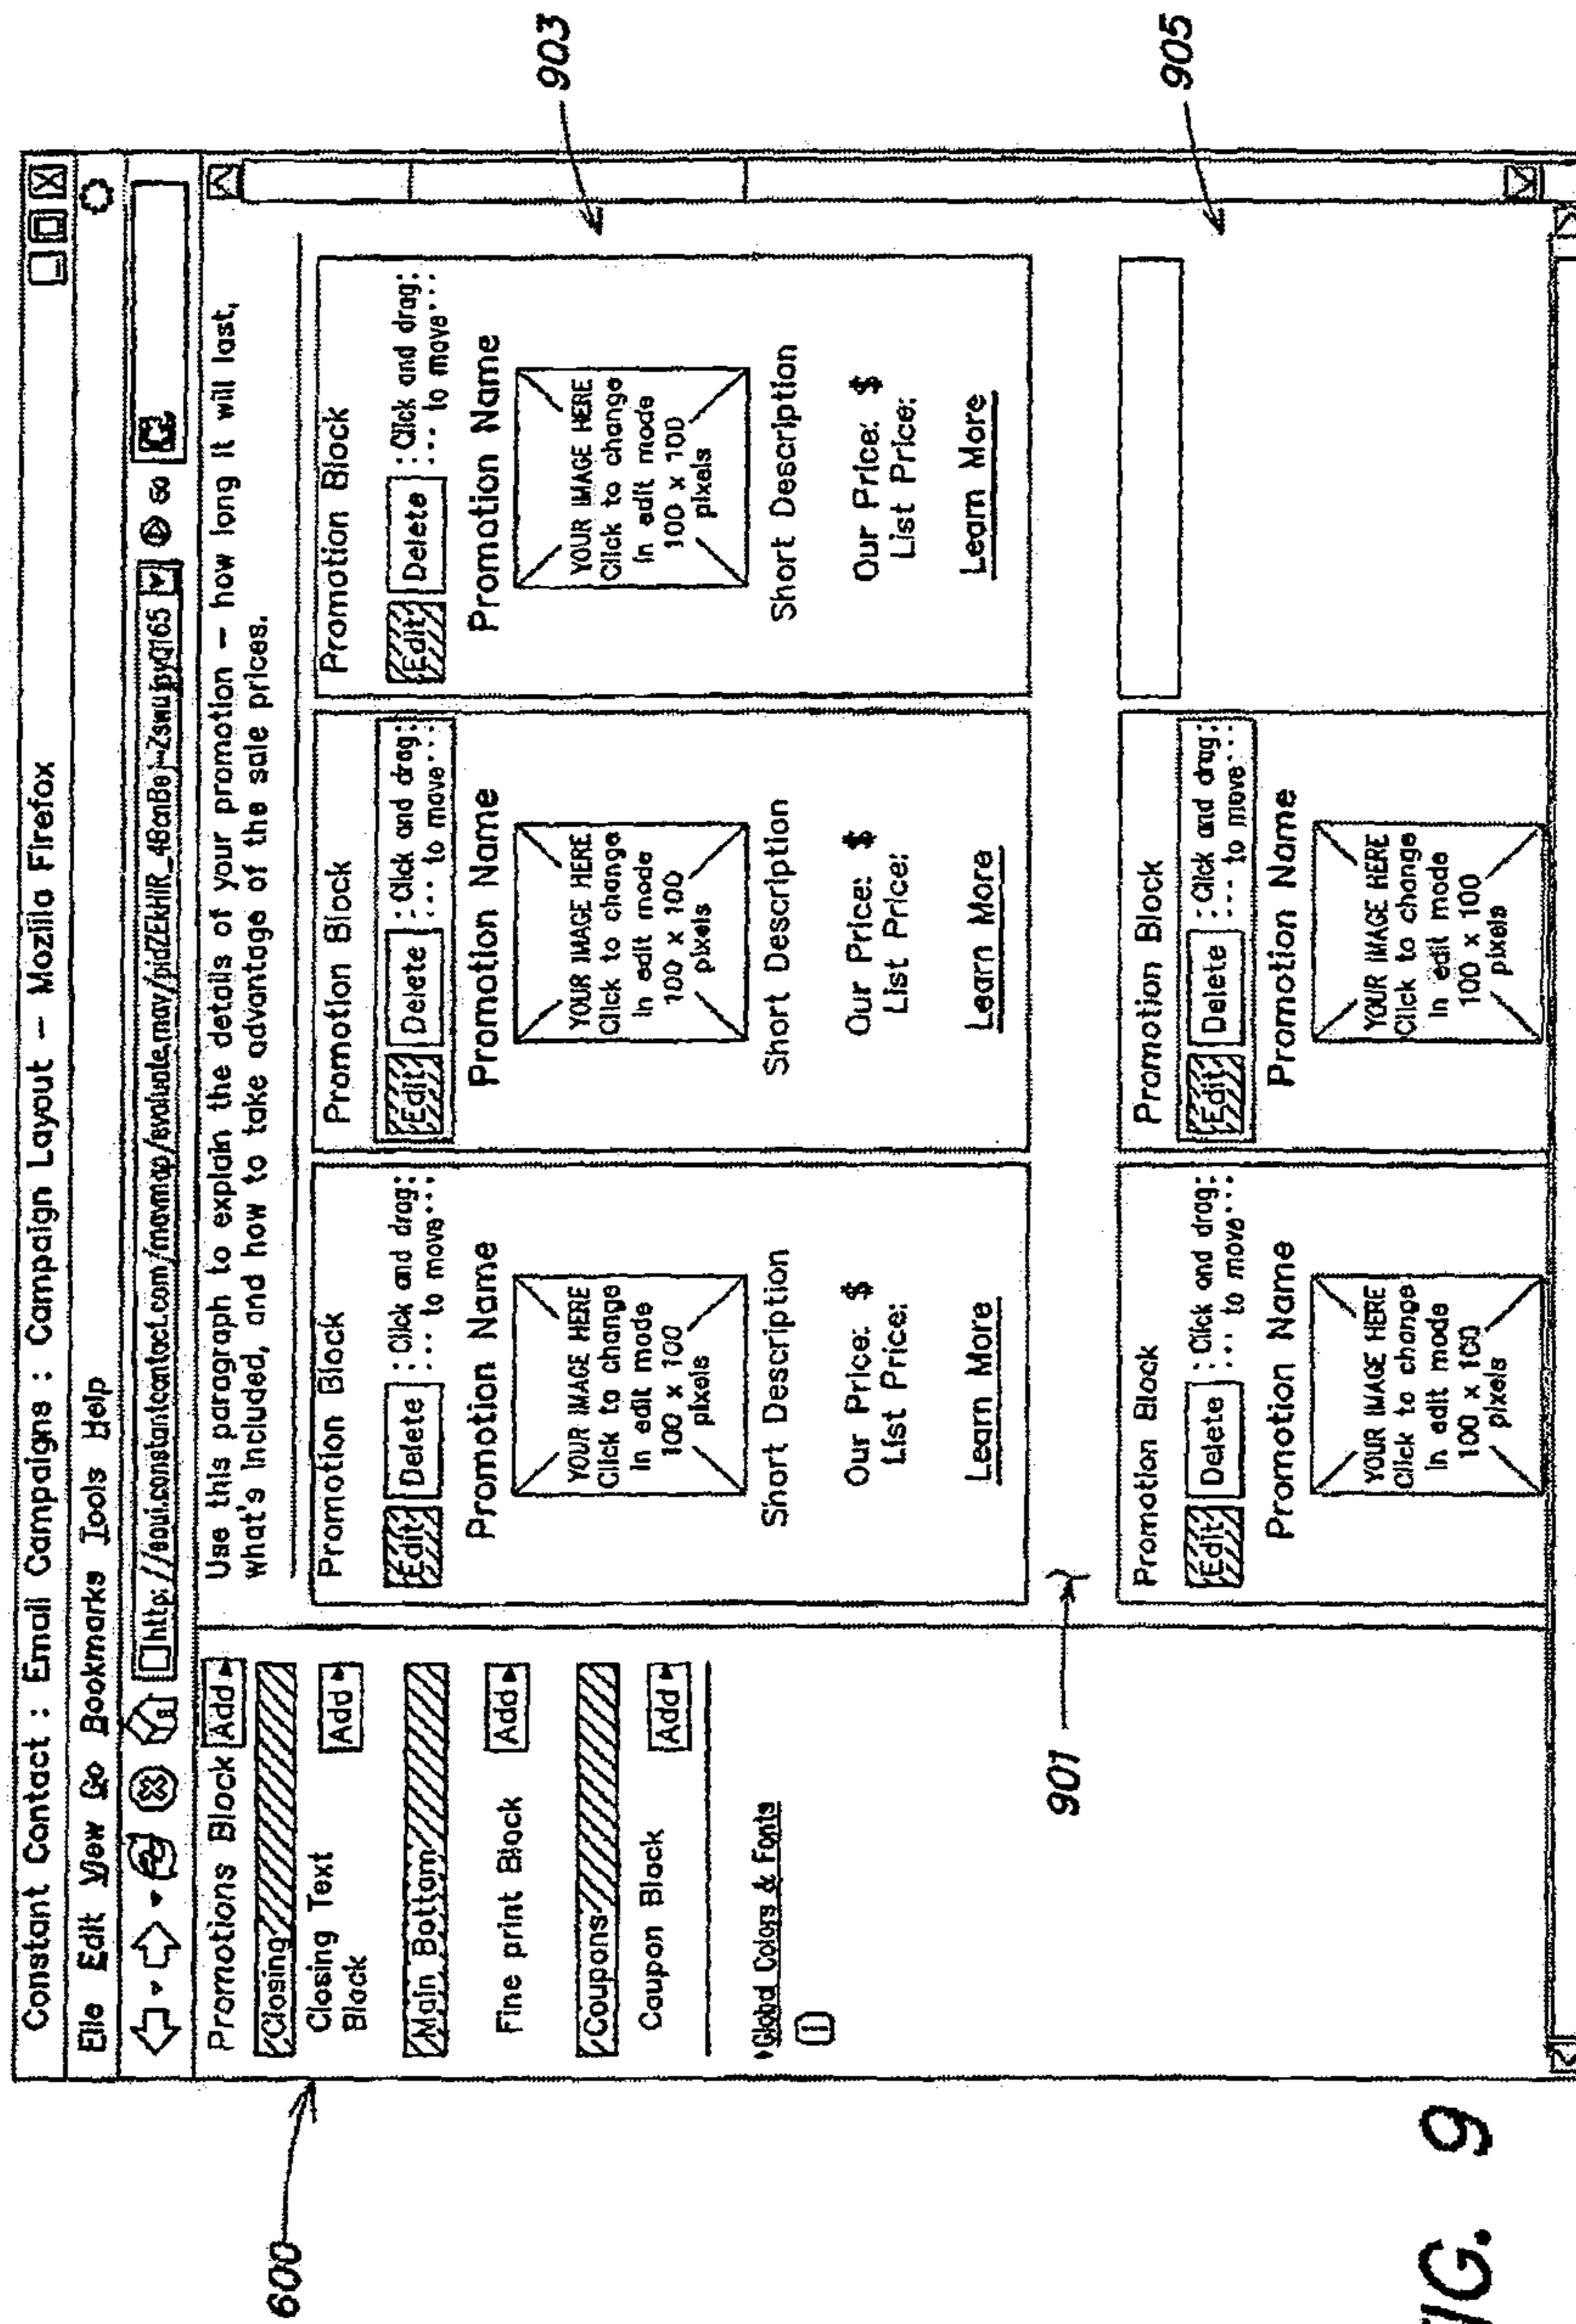 Constant Contact : Email Campaigns : Campaign Layout – Mozilla Firefox
File Edit View Go Bookmarks Tools Help
Use this paragraph to explain the details of your promotion – how long it will last,
what's included, and how to take advantage of the sale prices.
600
Promotions Block Add
Closing
Closing Text
Block
Add
Main Bottom
Fine print Block
Add
Coupons
Coupon Block
Add
Global Colors & Fonts
901
903
Promotion Block
Edit Delete Click and drag
to move
Promotion Name
YOUR IMAGE HERE
Click to change
in edit mode
100 x 100
pixels
Short Description
Our Price: $
List Price:
Learn More
Promotion Block
Edit Delete Click and drag
to move
Promotion Name
YOUR IMAGE HERE
Click to change
in edit mode
100 x 100
pixels
Short Description
Our Price: $
List Price:
Learn More
Promotion Block
Edit Delete Click and drag
to move
Promotion Name
YOUR IMAGE HERE
Click to change
in edit mode
100 x 100
pixels
Short Description
Our Price: $
List Price:
Learn More
905
Promotion Block
Edit Delete Click and drag
to move
Promotion Name
YOUR IMAGE HERE
Click to change
in edit mode
100 x 100
pixels
Promotion Block
Edit Delete Click and drag
to move
Promotion Name
YOUR IMAGE HERE
Click to change
in edit mode
100 x 100
pixels
FIG. 9